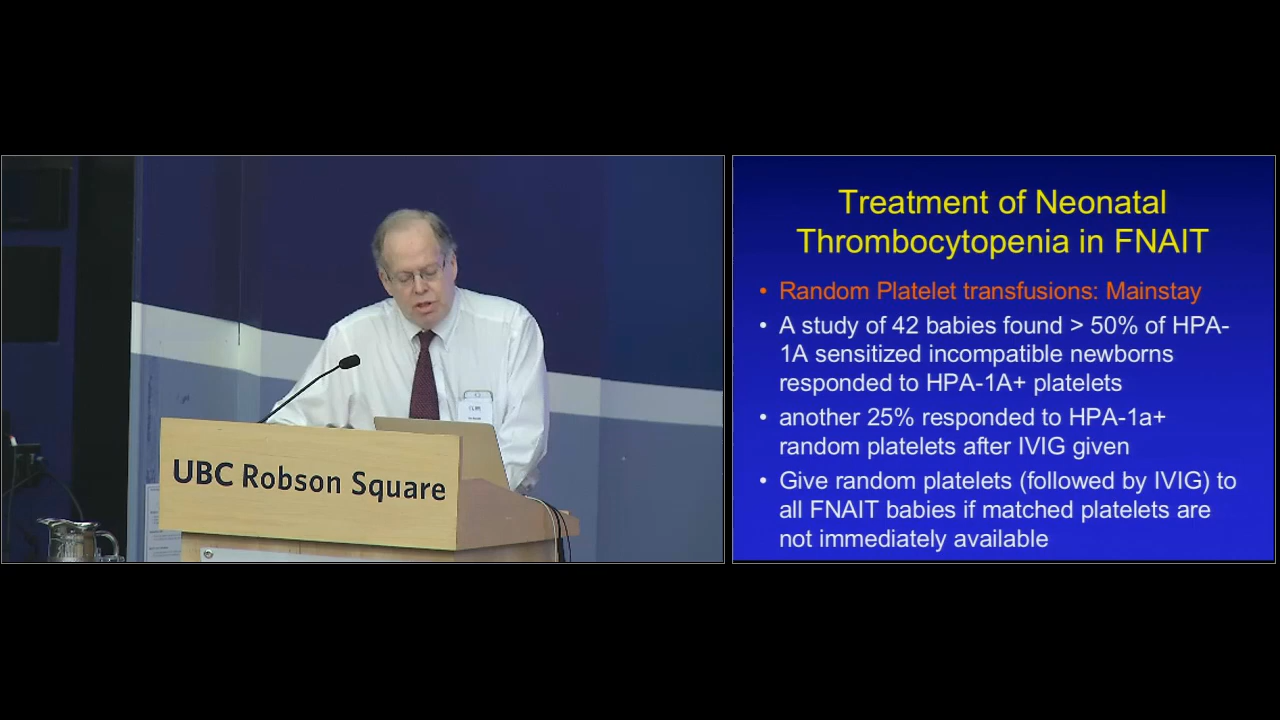 UBC Robson Square
Treatment of Neonatal
Thrombocytopenia in FNAIT
• Random Platelet transfusions: Mainstay
• A study of 42 babies found > 50% of HPA-
1A sensitized incompatible newborns
responded to HPA-1A+ platelets
• another 25% responded to HPA-1a+
random platelets after IVIG given
• Give random platelets (followed by IVIG) to
all FNAIT babies if matched platelets are
not immediately available